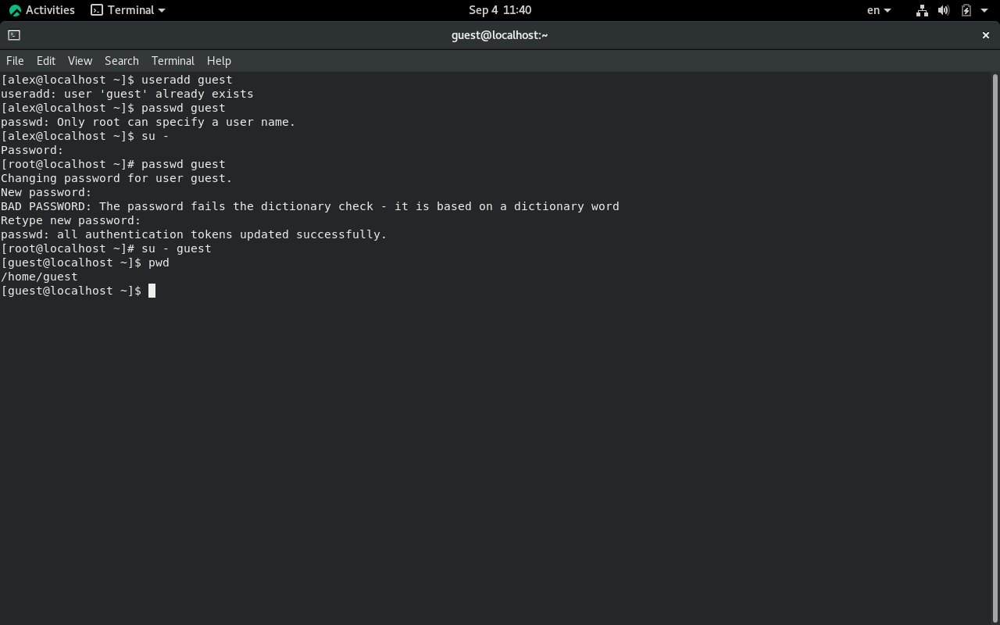 Activities Terminal Sep 4 11:40 en
guest@localhost:~
File Edit View Search Terminal Help
[alex@localhost ~]$ useradd guest
useradd: user 'guest' already exists
[alex@localhost ~]$ passwd guest
passwd: Only root can specify a user name.
[alex@localhost ~]$ su -
Password:
[root@localhost ~]# passwd guest
Changing password for user guest.
New password:
BAD PASSWORD: The password fails the dictionary check - it is based on a dictionary word
Retype new password:
passwd: all authentication tokens updated successfully.
[root@localhost ~]# su - guest
[guest@localhost ~]$ pwd
/home/guest
[guest@localhost ~]$